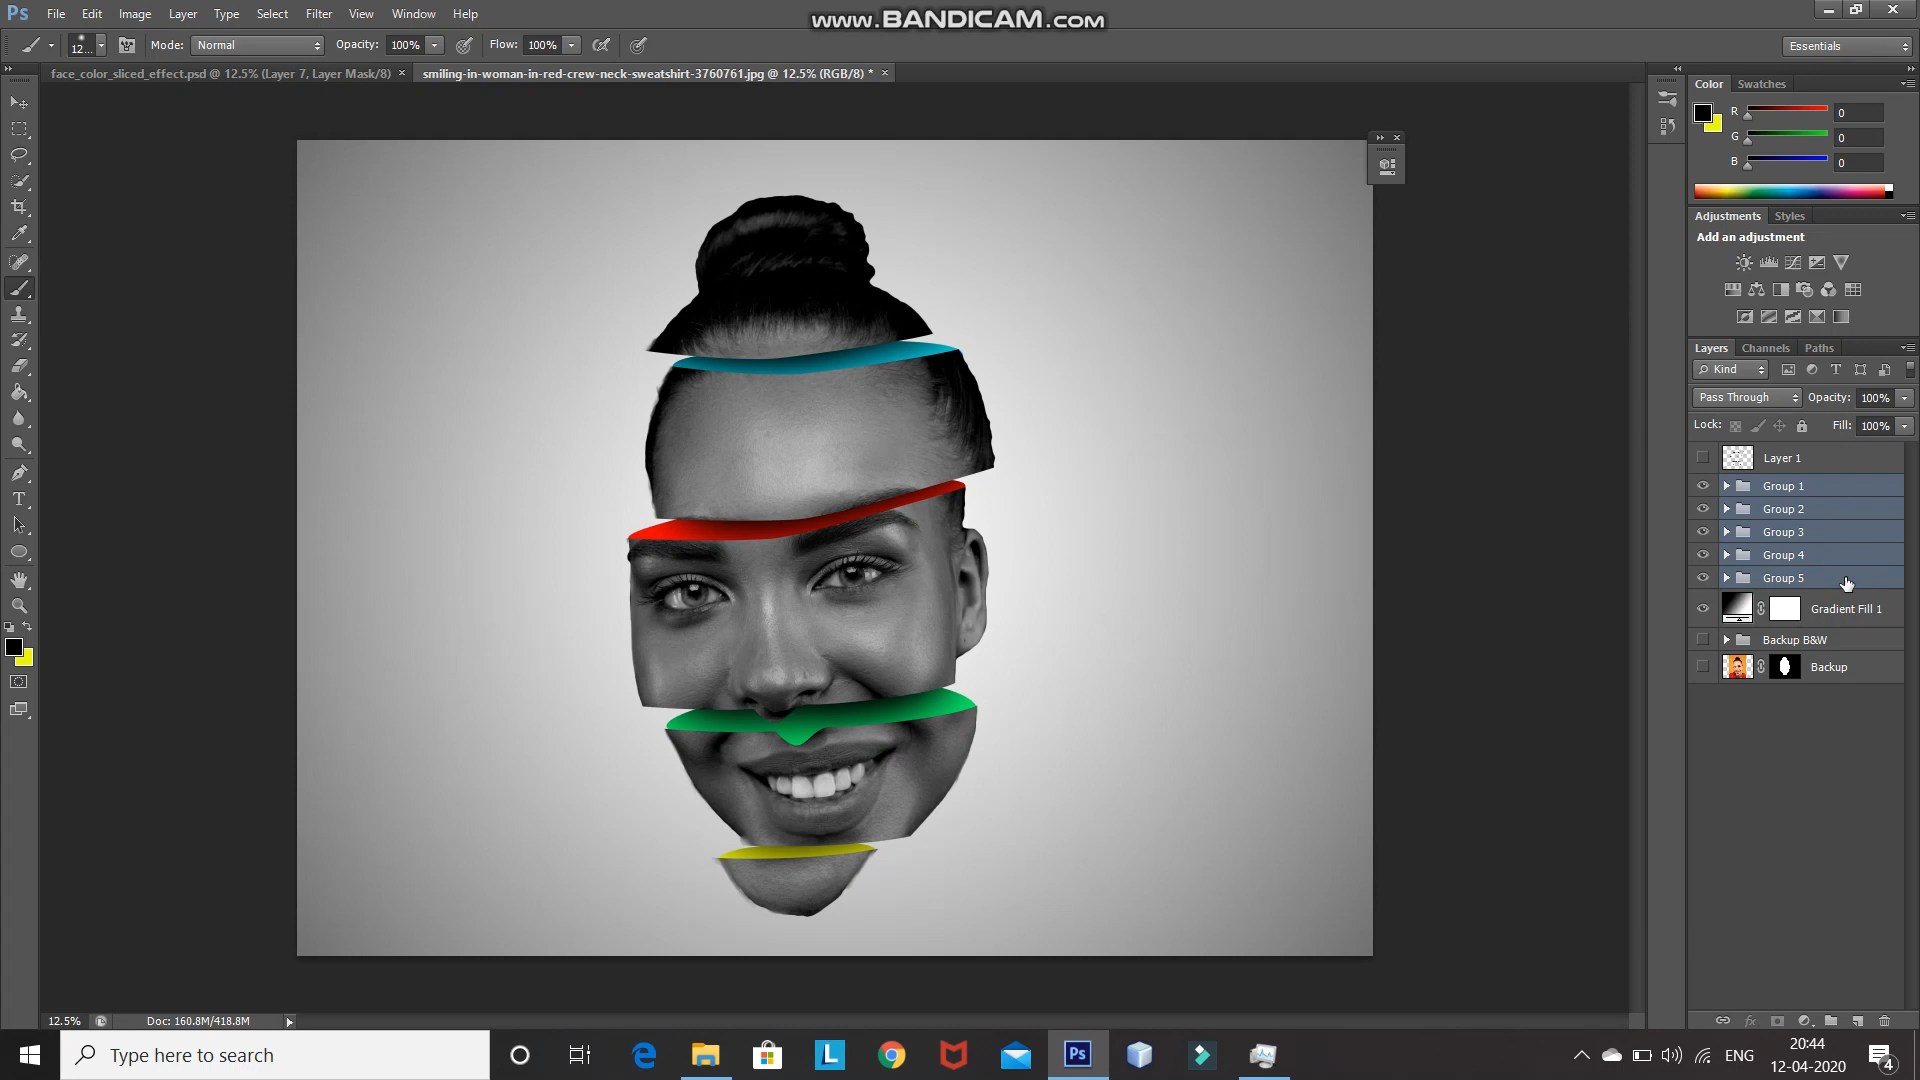 Ps File Edit Image Layer Type Select Filter View Window Help
www.BANDICAM.com
12... Mode: Normal Opacity: 100% Flow: 100% Essentials
face_color_sliced_effect.psd @ 12.5% (Layer 7, Layer Mask/8) × smiling-in-woman-in-red-crew-neck-sweatshirt-3760761.jpg @ 12.5% (RGB/8) * ×
Color Swatches
R 0
G 0
B 0
Adjustments Styles
Add an adjustment
Layers Channels Paths
Kind
Pass Through Opacity: 100%
Lock: Fill: 100%
Layer 1
Group 1
Group 2
Group 3
Group 4
Group 5
Gradient Fill 1
Backup B&W
Backup
12.5% Doc: 160.8M/418.8M
Type here to search
L
Ps
ENG
20:44
12-04-2020
4